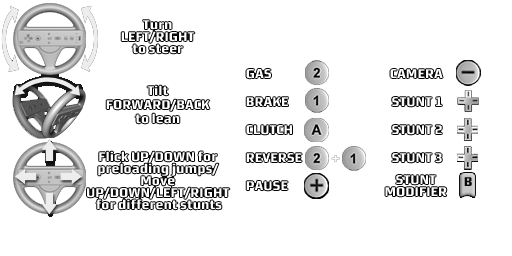 Turn
LEFT/RIGHT
to steer
Tilt
FORWARD/BACK
to lean
Flick UP/DOWN for
preloading jumps/
Move
UP/DOWN/LEFT/RIGHT
for different stunts
GAS 2
BRAKE 1
CLUTCH A
REVERSE 2 + 1
PAUSE +
CAMERA −
STUNT 1
STUNT 2
STUNT 3
STUNT
MODIFIER B